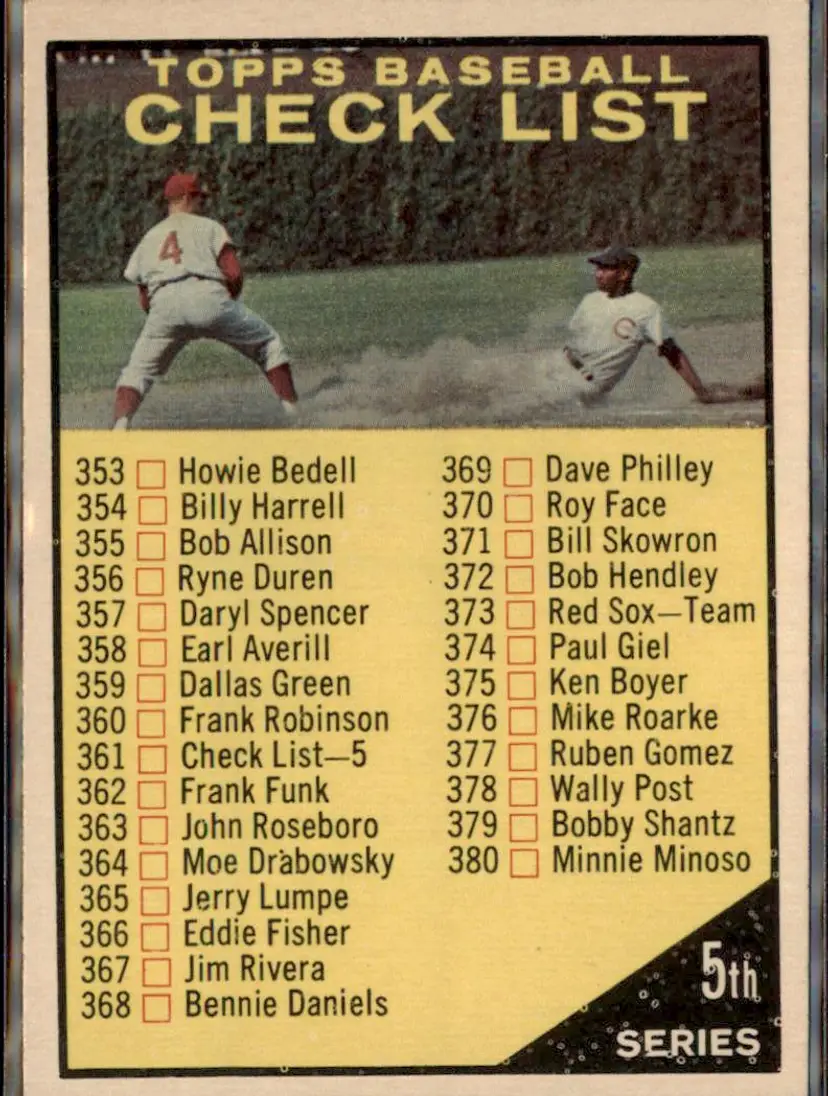 TOPPS BASEBALL
CHECK LIST
4
C
353 Howie Bedell
354 Billy Harrell
355 Bob Allison
356 Ryne Duren
357 Daryl Spencer
358 Earl Averill
359 Dallas Green
360 Frank Robinson
361 Check List—5
362 Frank Funk
363 John Roseboro
364 Moe Drabowsky
365 Jerry Lumpe
366 Eddie Fisher
367 Jim Rivera
368 Bennie Daniels
369 Dave Philley
370 Roy Face
371 Bill Skowron
372 Bob Hendley
373 Red Sox—Team
374 Paul Giel
375 Ken Boyer
376 Mike Roarke
377 Ruben Gomez
378 Wally Post
379 Bobby Shantz
380 Minnie Minoso
5th
SERIES